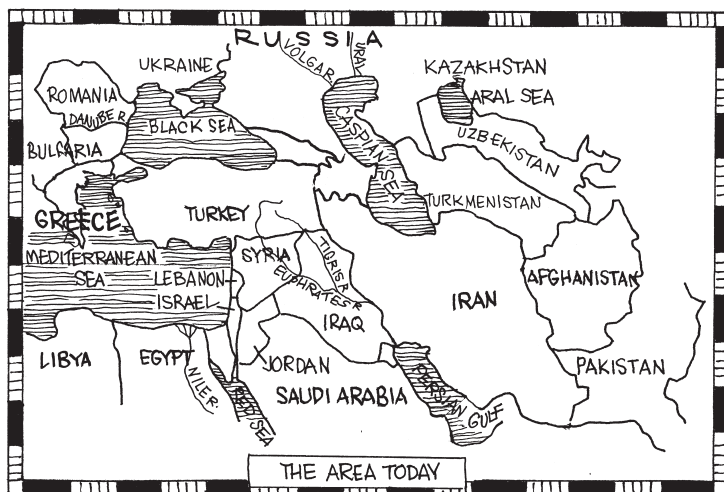 RUSSIA
VOLGAR.
URAL
UKRAINE
KAZAKHSTAN
ROMANIA
ARAL SEA
DANUBE R.
BLACK SEA
CASPIAN SEA
UZBEKISTAN
BULGARIA
TURKMENISTAN
GREECE
TURKEY
MEDITERRANEAN
SEA
SYRIA
TIGRIS R.
LEBANON
EUPHRATES R.
AFGHANISTAN
ISRAEL
IRAN
IRAQ
LIBYA
EGYPT
JORDAN
PAKISTAN
NILE R.
RED SEA
SAUDI ARABIA
PERSIAN
GULF
THE AREA TODAY